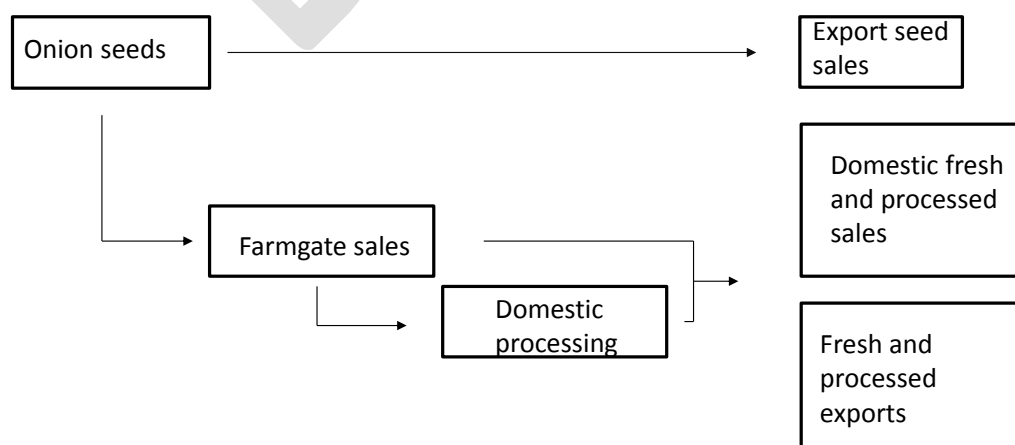 Onion seeds
Export seed
sales
Domestic fresh
and processed
sales
Farmgate sales
Domestic
processing
Fresh and
processed
exports